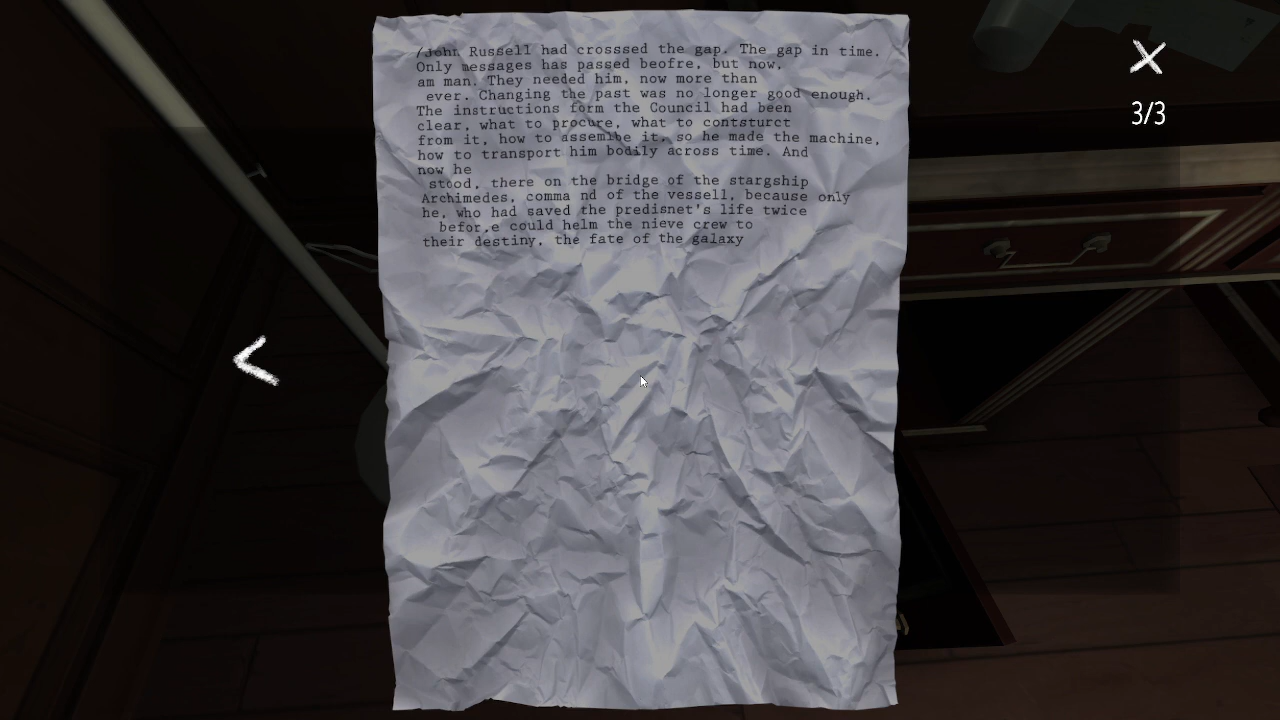 /John Russell had crosssed the gap. The gap in time.
Only messages has passed beofre, but now,
am man. They needed him, now more than
ever. Changing the past was no longer good enough.
The instructions form the Council had been
clear, what to procure, what to contsturct
from it, how to assemlbe it, so he made the machine,
how to transport him bodily across time. And
now he
stood, there on the bridge of the stargship
Archimedes, comma nd of the vessell, because only
he, who had saved the predisnet's life twice
befor,e could helm the nieve crew to
their destiny, the fate of the galaxy
3/3